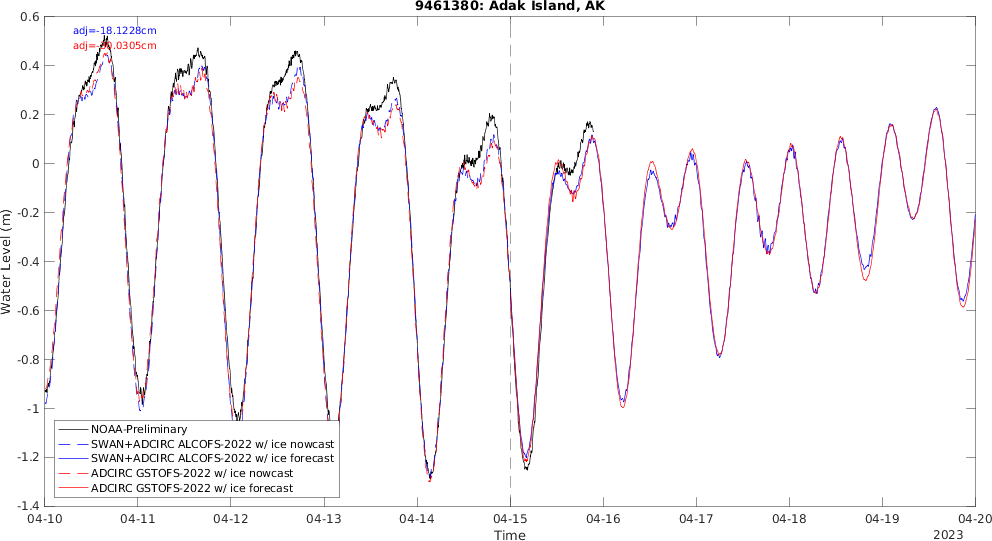 9461380: Adak Island, AK
adj=-18.1228cm
adj=-20.0305cm
0.6
0.4
0.2
0
-0.2
-0.4
-0.6
-0.8
-1
-1.2
-1.4
Water Level (m)
NOAA-Preliminary
SWAN+ADCIRC ALCOFS-2022 w/ ice nowcast
SWAN+ADCIRC ALCOFS-2022 w/ ice forecast
ADCIRC GSTOFS-2022 w/ ice nowcast
ADCIRC GSTOFS-2022 w/ ice forecast
04-10 04-11 04-12 04-13 04-14 04-15 04-16 04-17 04-18 04-19 04-20
Time
2023